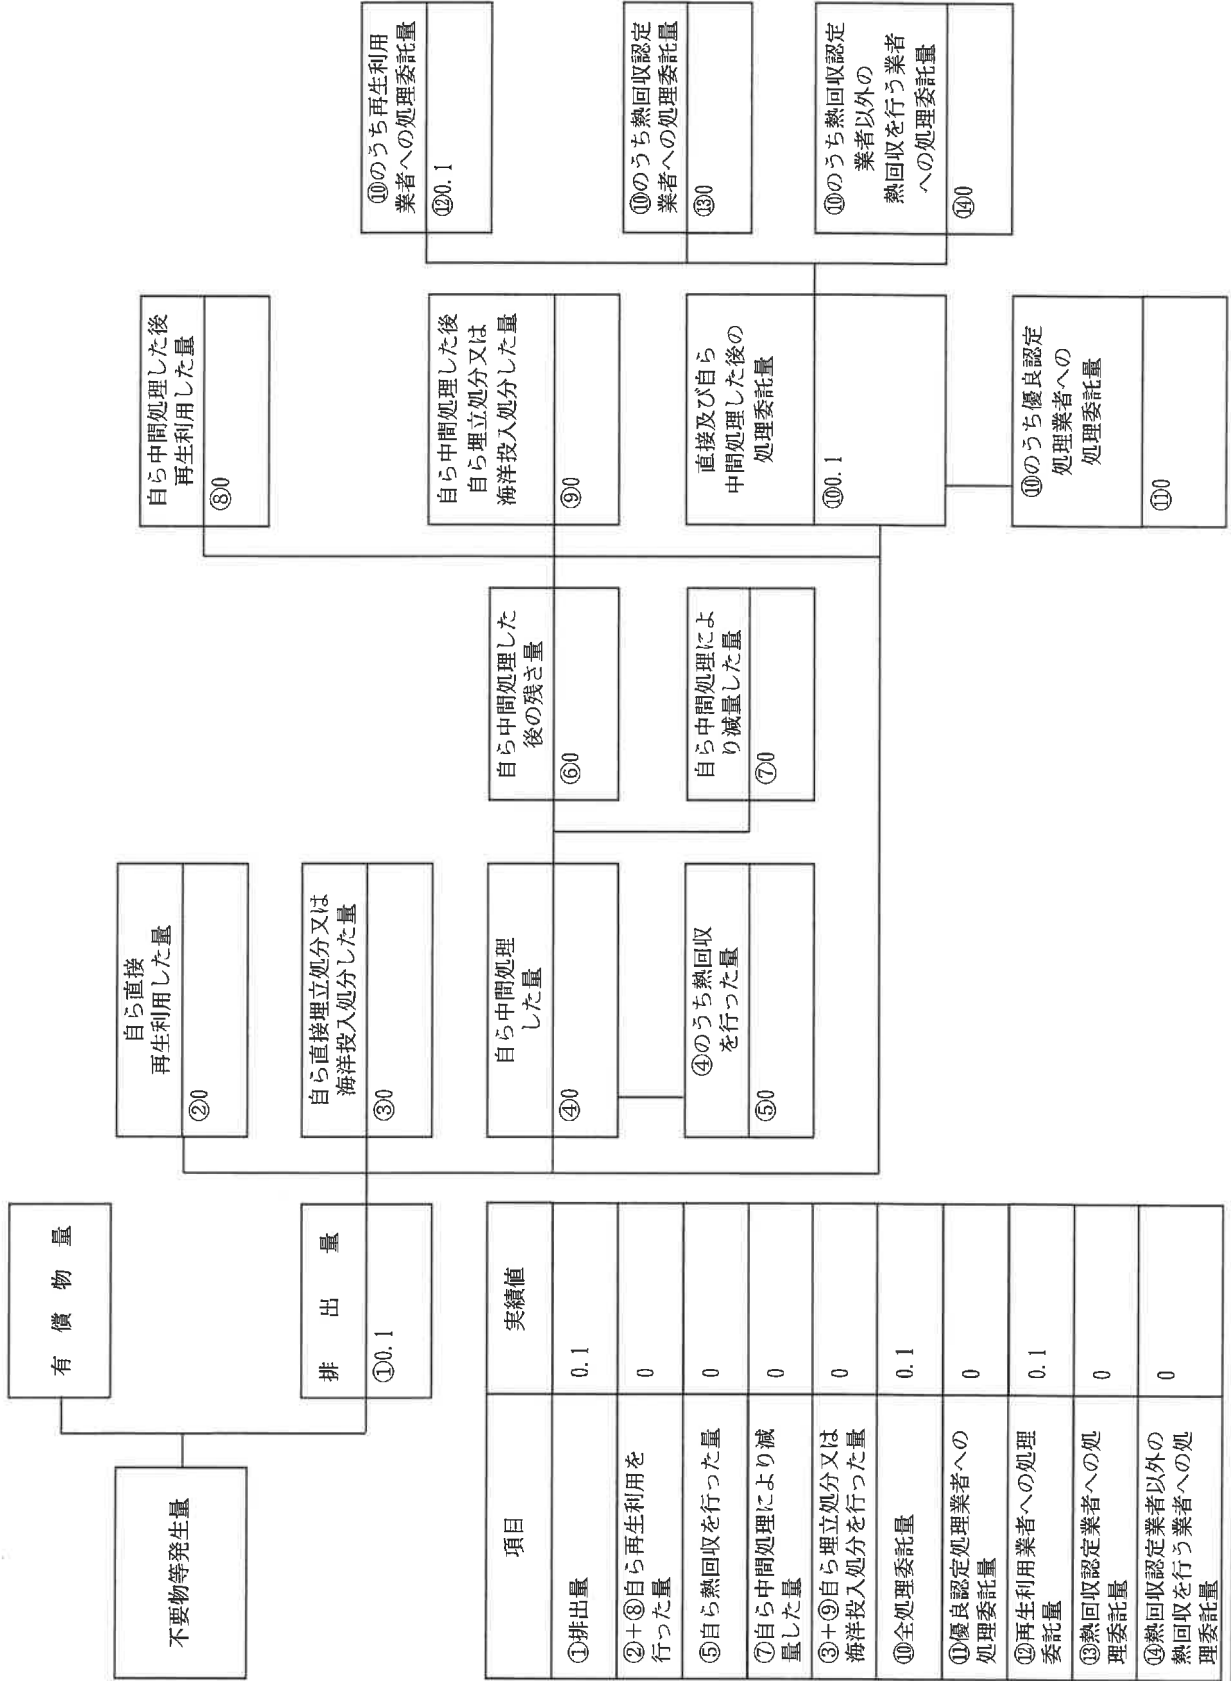 有償物量
不要物等発生量
排出量
①0.1
自ら直接
再生利用した量
②0
自ら直接埋立処分又は
海洋投入処分した量
③0
自ら中間処理
した量
④0
④のうち熱回収
を行った量
⑤0
自ら中間処理した
後の残さ量
⑥0
自ら中間処理によ
り減量した量
⑦0
自ら中間処理した後
再生利用した量
⑧0
自ら中間処理した後
自ら埋立処分又は
海洋投入処分した量
⑨0
直接及び自ら
中間処理した後の
処理委託量
⑩0.1
⑩のうち優良認定
処理業者への
処理委託量
⑪0
⑩のうち再生利用
業者への処理委託量
⑫0.1
⑩のうち熱回収認定
業者への処理委託量
⑬0
⑩のうち熱回収認定
業者以外の
熱回収を行う業者
への処理委託量
⑭0
項目 実績値
①排出量 0.1
②+⑧自ら再生利用を
行った量 0
⑤自ら熱回収を行った量 0
⑦自ら中間処理により減
量した量 0
③+⑨自ら埋立処分又は
海洋投入処分を行った量 0
⑩全処理委託量 0.1
⑪優良認定処理業者への
処理委託量 0
⑫再生利用業者への処理
委託量 0.1
⑬熱回収認定業者への処
理委託量 0
⑭熱回収認定業者以外の
熱回収を行う業者への処
理委託量 0